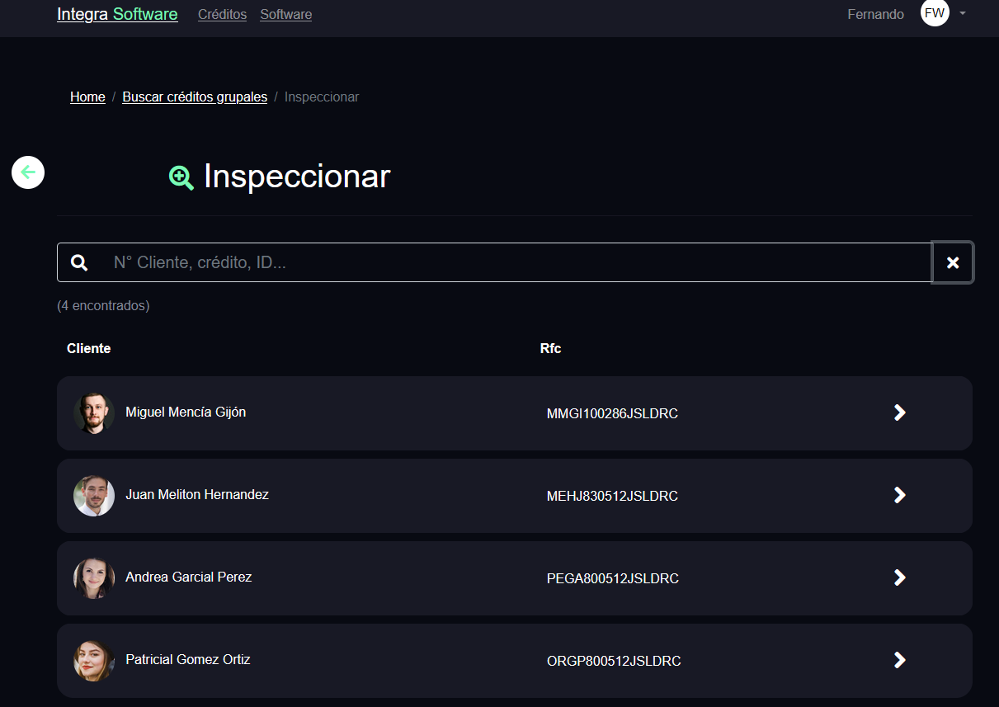 Integra Software Créditos Software Fernando FW
Home / Buscar créditos grupales / Inspeccionar
Inspeccionar
N° Cliente, crédito, ID...
(4 encontrados)
Cliente Rfc
Miguel Mencía Gijón MMGI100286JSLDRC
Juan Meliton Hernandez MEHJ830512JSLDRC
Andrea Garcial Perez PEGA800512JSLDRC
Patricial Gomez Ortiz ORGP800512JSLDRC